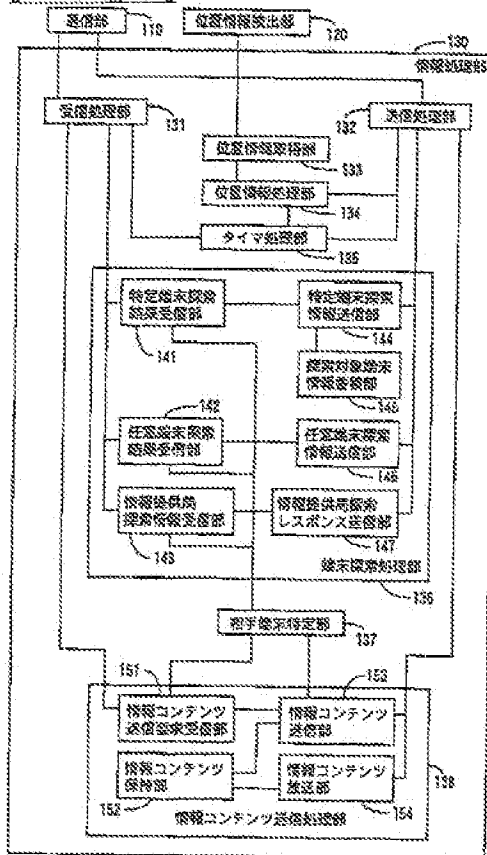 通信部
110
位置情報検出部
120
130
情報処理部
受信処理部
131
132
送信処理部
位置情報取得部
133
位置情報処理部
134
タイマ処理部
135
特定端末探索
結果受信部
141
特定端末探索
情報送信部
144
探索対象端末
情報蓄積部
145
142
任意端末探索
結果受信部
任意端末探索
情報送信部
146
情報提供局
探索情報受信部
143
情報提供局探索
レスポンス送信部
147
端末探索処理部
136
相手端末特定部
137
151
情報コンテンツ
送信要求受信部
153
情報コンテンツ
送信部
情報コンテンツ
保持部
152
情報コンテンツ
放送部
154
138
情報コンテンツ送信処理部